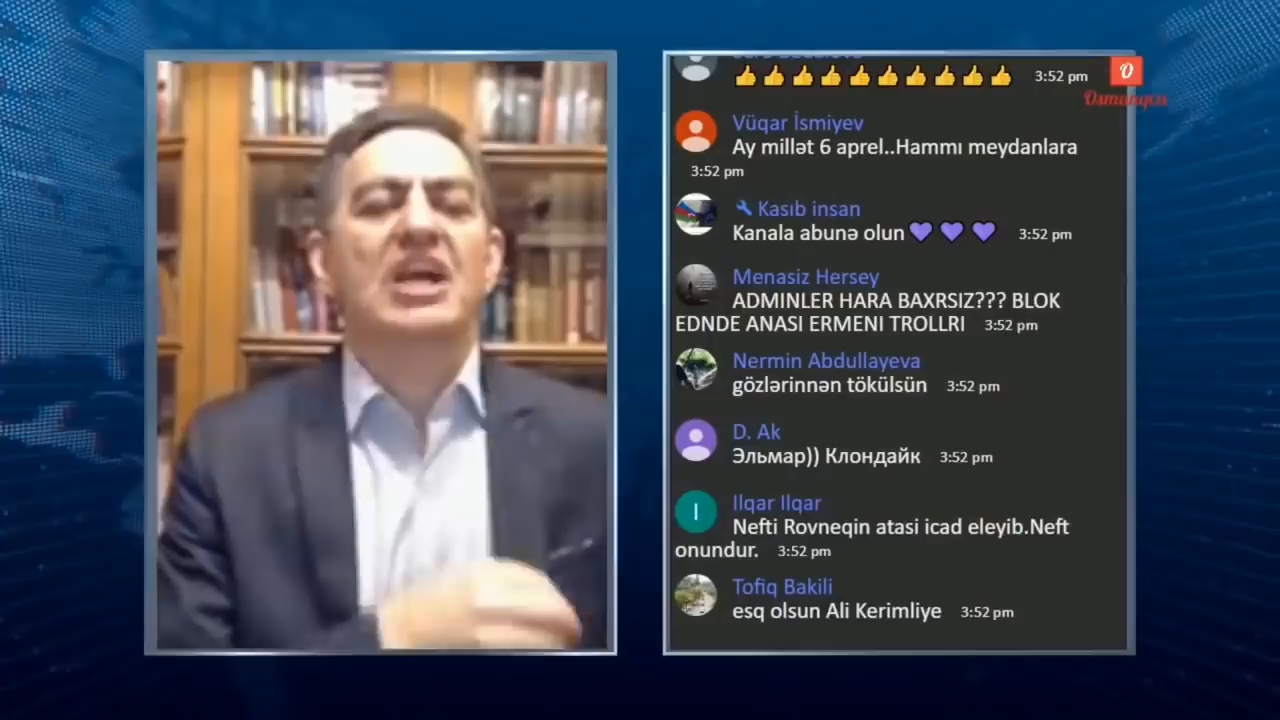 3:52 pm
Osmanqızı
Vüqar İsmiyev
Ay millət 6 aprel..Hammı meydanlara
3:52 pm
Kasıb insan
Kanala abunə olun 3:52 pm
Menasiz Hersey
ADMINLER HARA BAXRSIZ??? BLOK
EDNDE ANASI ERMENI TROLLRI 3:52 pm
Nermin Abdullayeva
gözlərinnən tökülsün 3:52 pm
D. Ak
Эльмар)) Клондайк 3:52 pm
I
Ilqar Ilqar
Nefti Rovneqin atasi icad eleyib.Neft
onundur. 3:52 pm
Tofiq Bakili
esq olsun Ali Kerimliye 3:52 pm